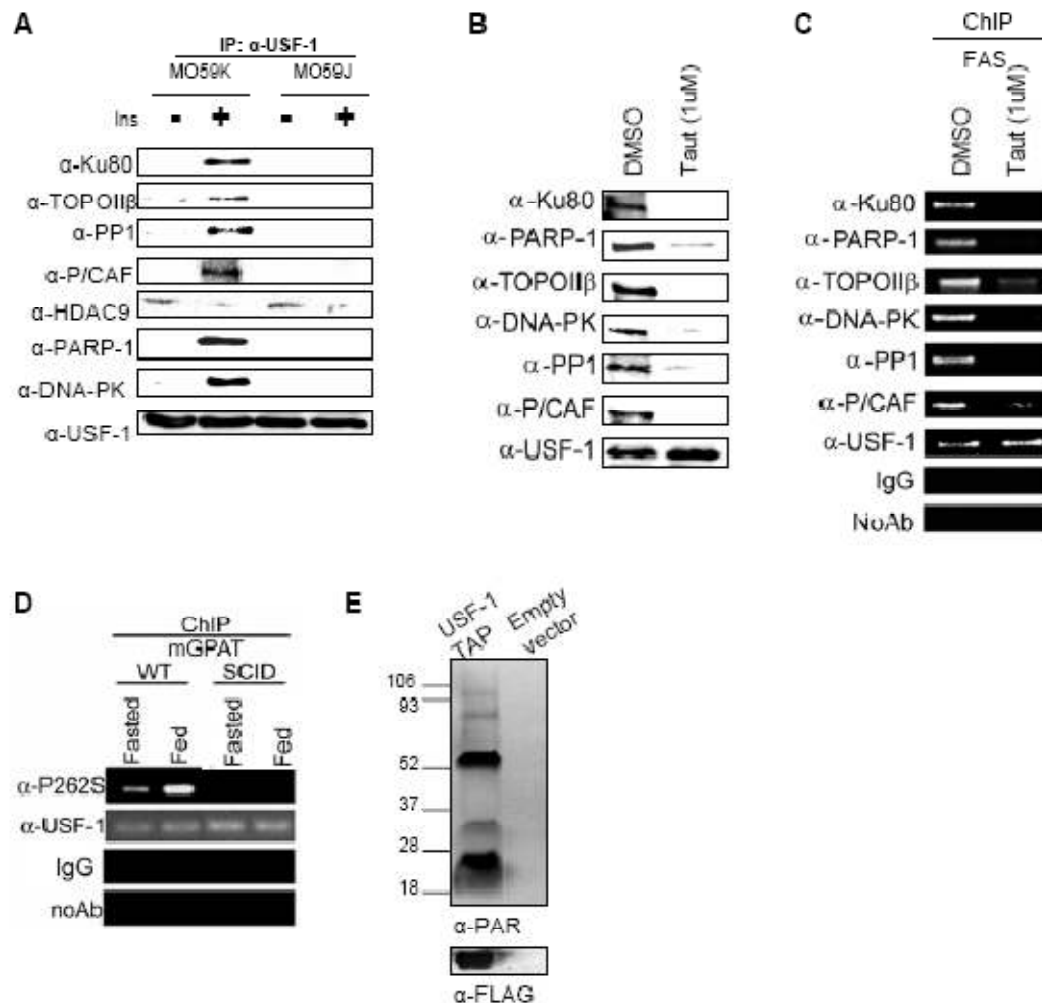 A
IP: α-USF-1
MO59K MO59J
Ins - + - +
α-Ku80
α-TOPOIIβ
α-PP1
α-P/CAF
α-HDAC9
α-PARP-1
α-DNA-PK
α-USF-1
B
DMSO
Taut (1uM)
α-Ku80
α-PARP-1
α-TOPOIIβ
α-DNA-PK
α-PP1
α-P/CAF
α-USF-1
C
ChIP
FAS
DMSO
Taut (1uM)
α-Ku80
α-PARP-1
α-TOPOIIβ
α-DNA-PK
α-PP1
α-P/CAF
α-USF-1
IgG
NoAb
D
ChIP
mGPAT
WT SCID
Fasted
Fed
Fasted
Fed
α-P262S
α-USF-1
IgG
noAb
E
USF-1
TAP
Empty
vector
106
93
52
37
28
18
α-PAR
α-FLAG